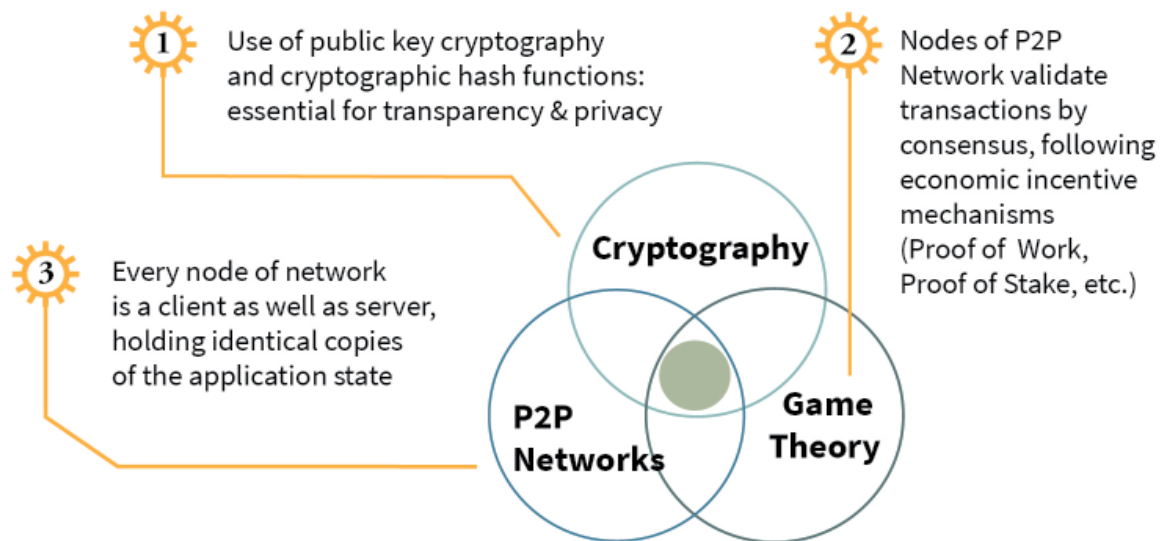 1
Use of public key cryptography
and cryptographic hash functions:
essential for transparency & privacy
2
Nodes of P2P
Network validate
transactions by
consensus, following
economic incentive
mechanisms
(Proof of Work,
Proof of Stake, etc.)
3
Every node of network
is a client as well as server,
holding identical copies
of the application state
Cryptography
P2P
Networks
Game
Theory